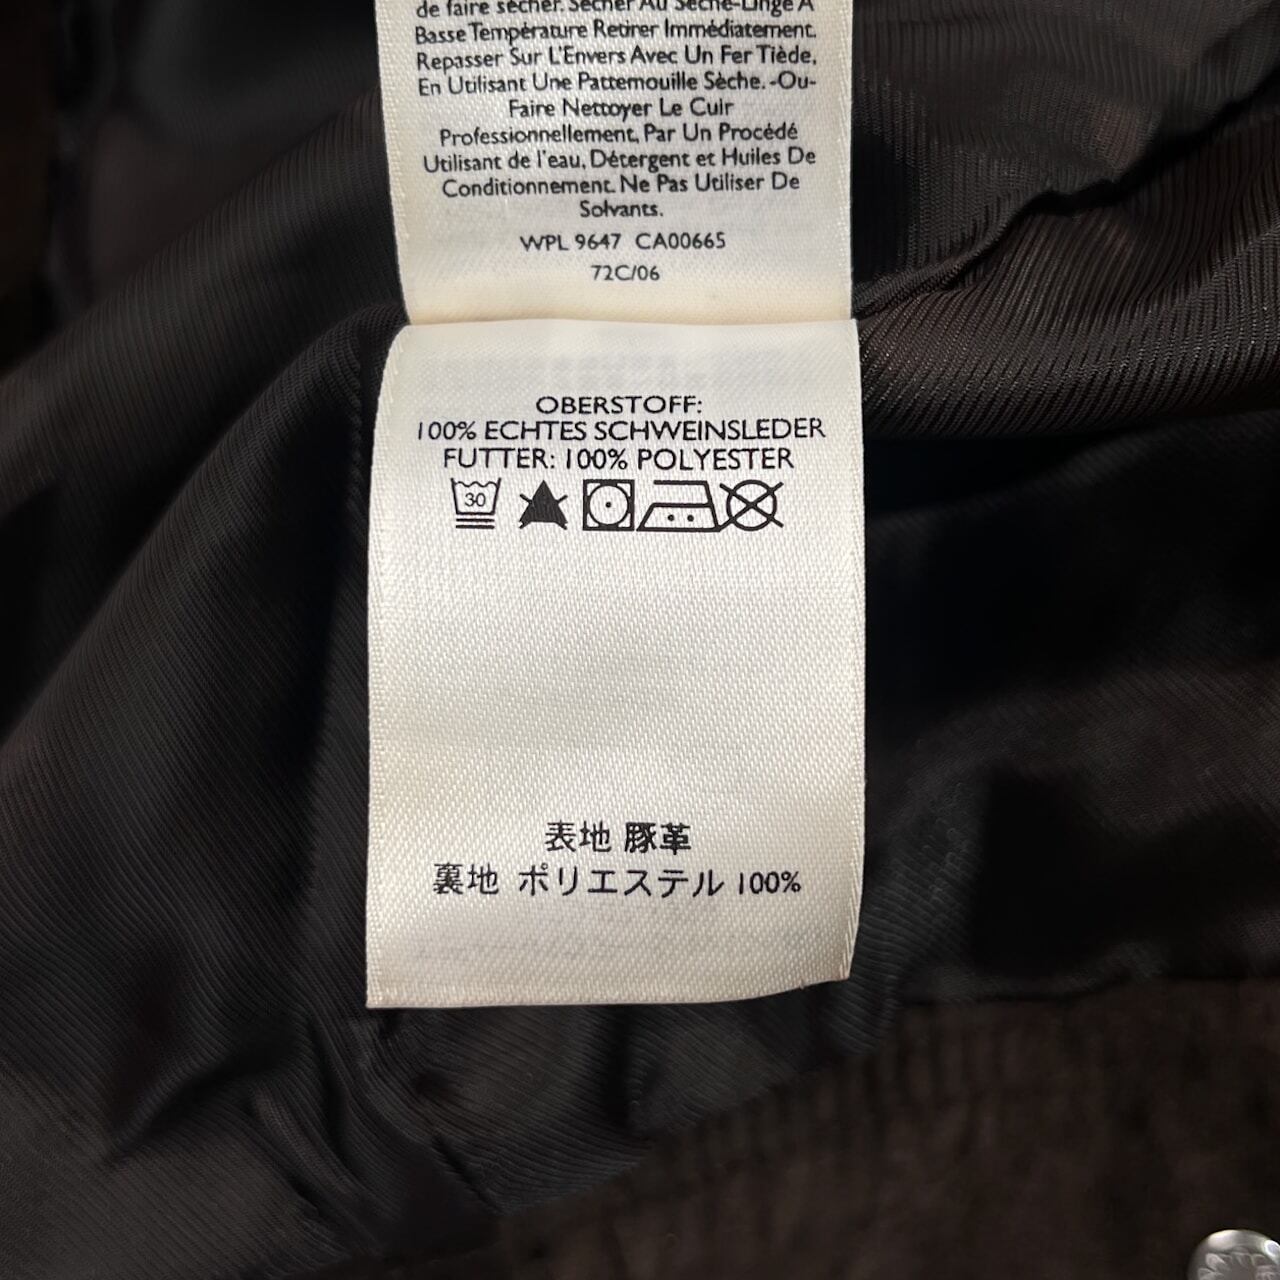 de faire sécher. Sécher Au Sèche-Linge À
Basse Température Retirer Immédiatement.
Repasser Sur L'Envers Avec Un Fer Tiède,
En Utilisant Une Pattemouille Sèche. -Ou-
Faire Nettoyer Le Cuir
Professionnellement, Par Un Procédé
Utilisant de l'eau, Détergent et Huiles De
Conditionnement. Ne Pas Utiliser De
Solvants.
WPL 9647 CA00665
72C/06
OBERSTOFF:
100% ECHTES SCHWEINSLEDER
FUTTER: 100% POLYESTER
30
表地 豚革
裏地 ポリエステル 100%